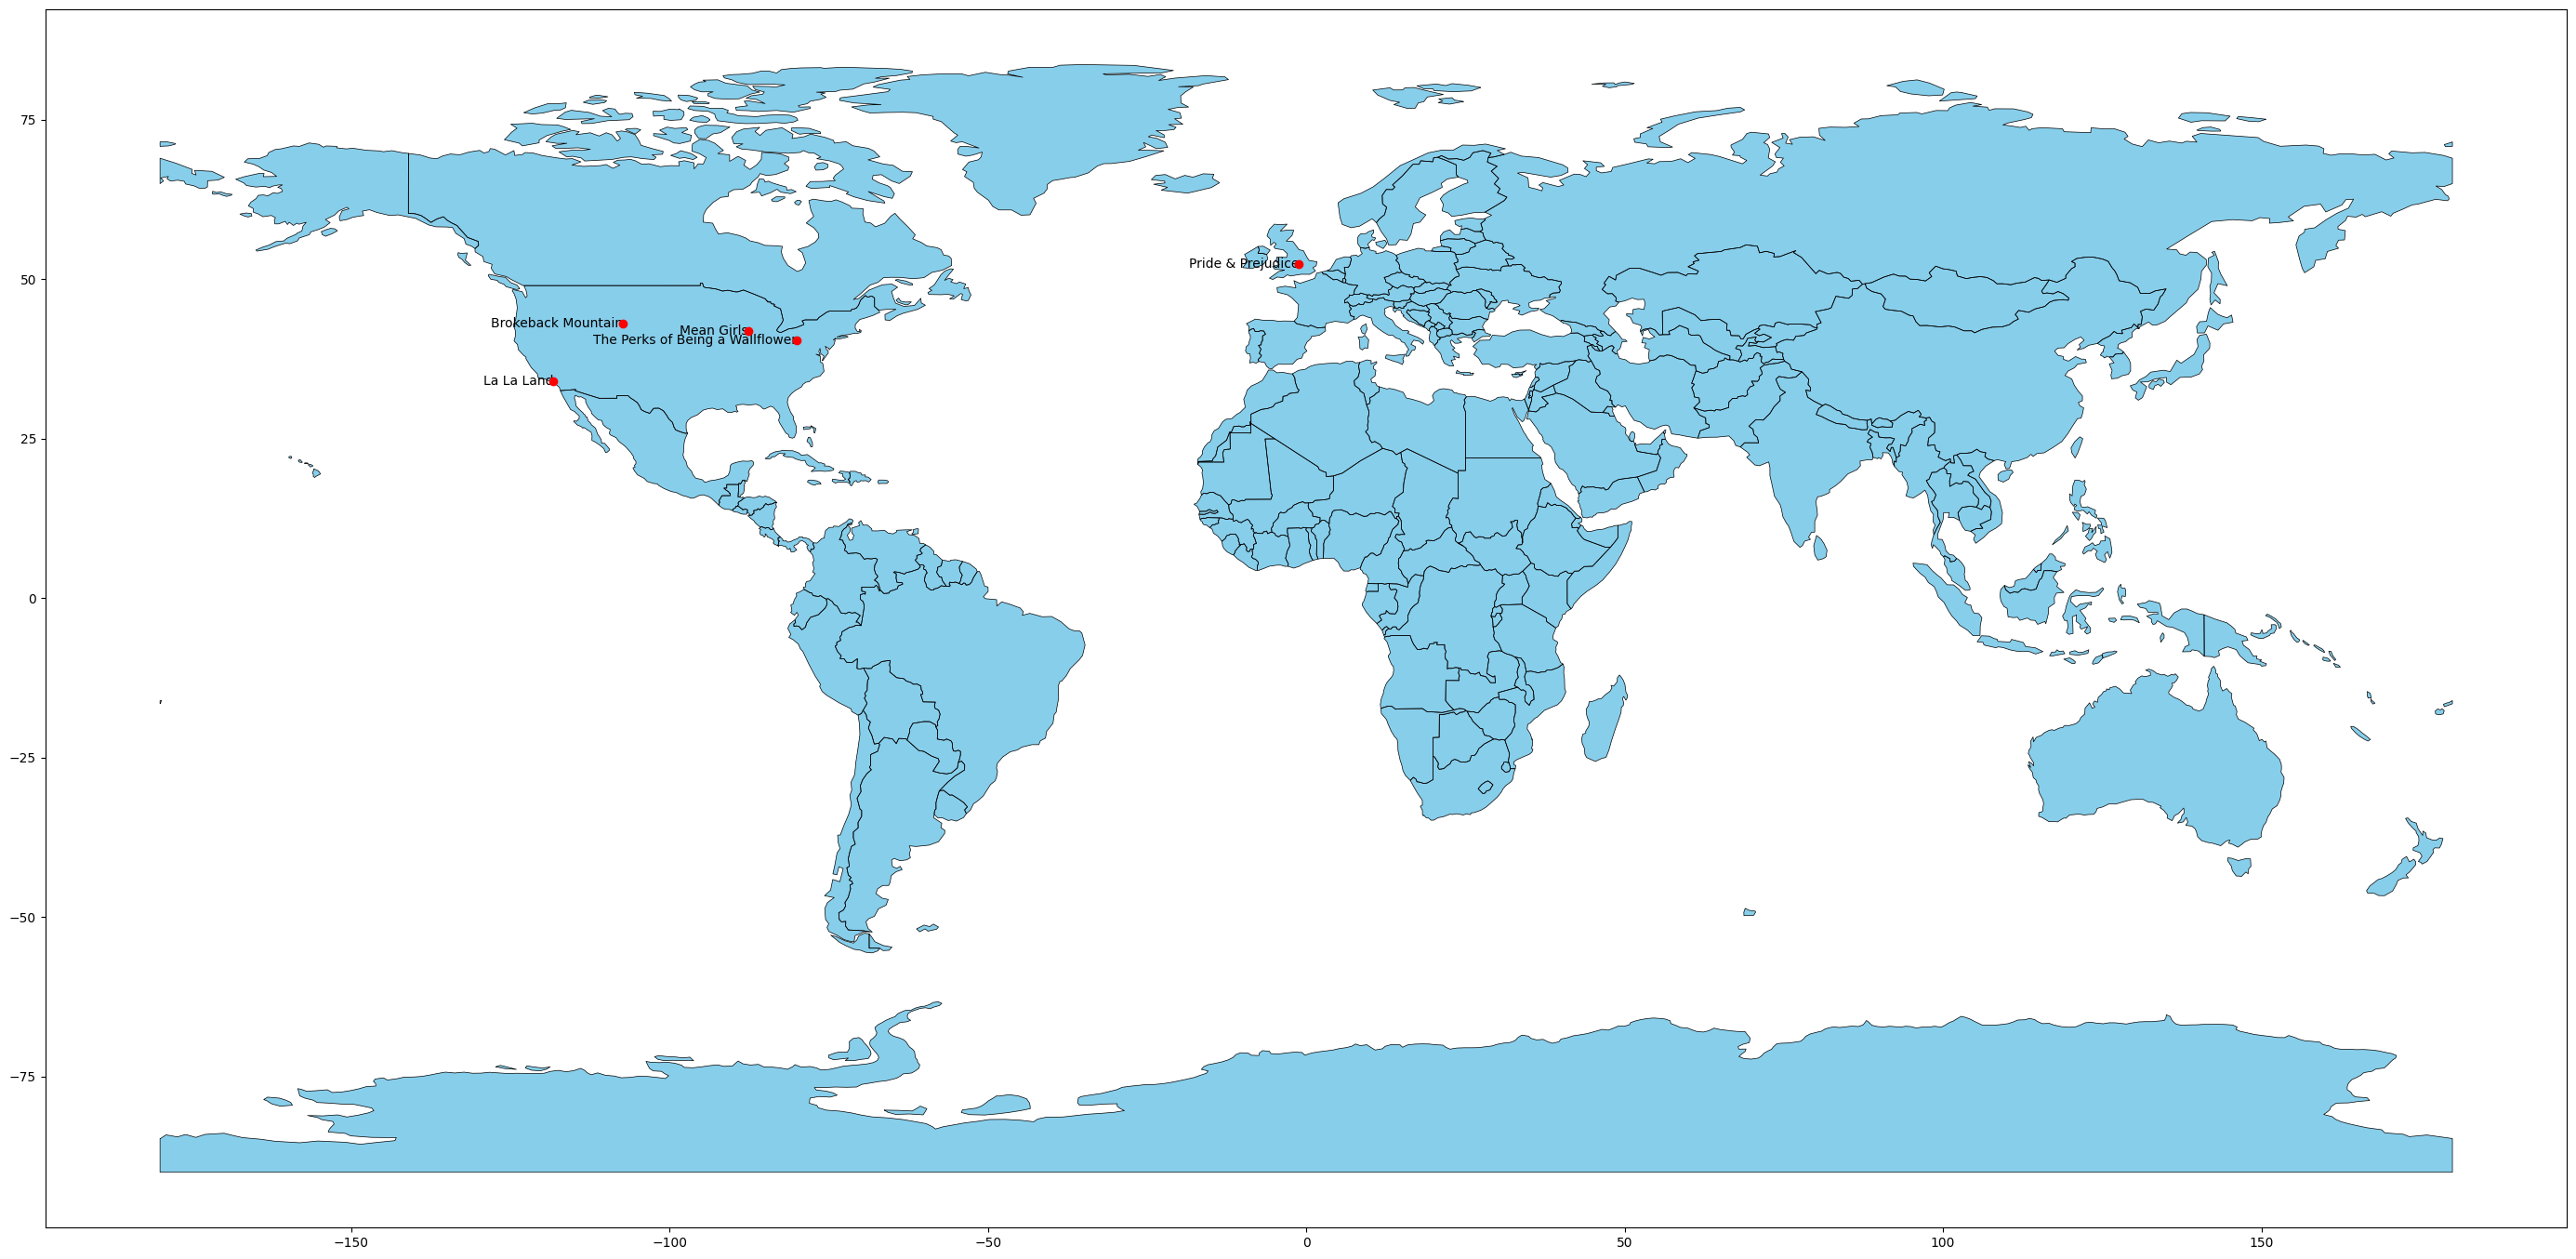 75
50
25
0
−25
−50
−75
Pride & Prejudice
Brokeback Mountain
Mean Girls
The Perks of Being a Wallflower
La La Land
−150
−100
−50
0
50
100
150